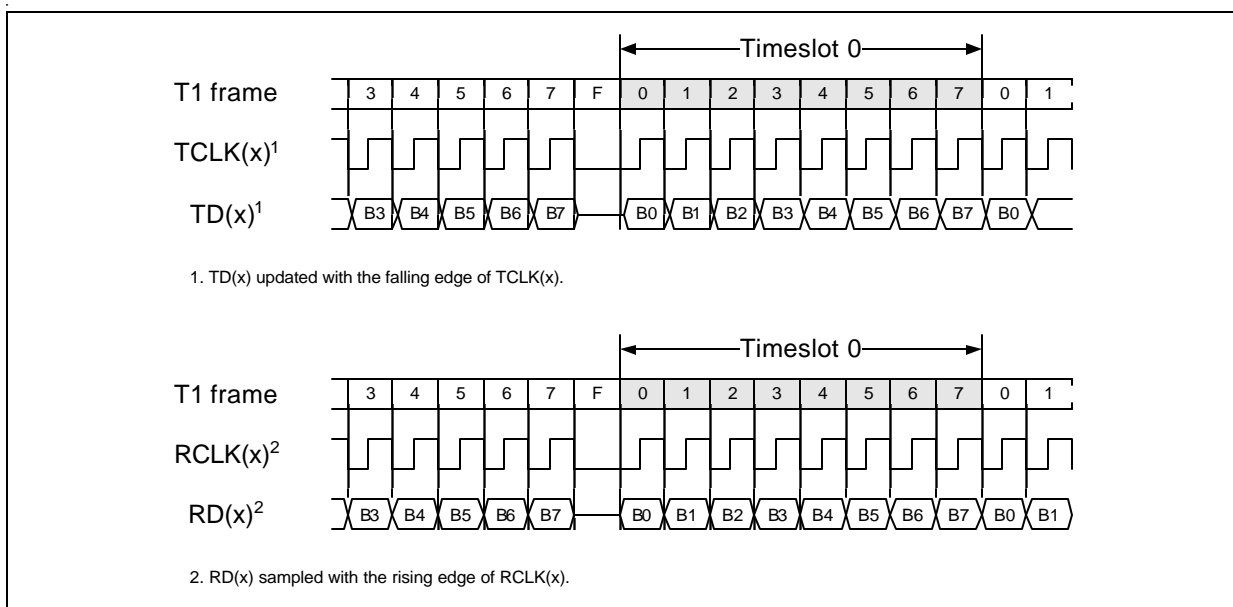 Timeslot 0
T1 frame 3 4 5 6 7 F 0 1 2 3 4 5 6 7 0 1
TCLK(x)1
TD(x)1 B3 B4 B5 B6 B7 B0 B1 B2 B3 B4 B5 B6 B7 B0
1. TD(x) updated with the falling edge of TCLK(x).
Timeslot 0
T1 frame 3 4 5 6 7 F 0 1 2 3 4 5 6 7 0 1
RCLK(x)2
RD(x)2 B3 B4 B5 B6 B7 B0 B1 B2 B3 B4 B5 B6 B7 B0 B1
2. RD(x) sampled with the rising edge of RCLK(x).